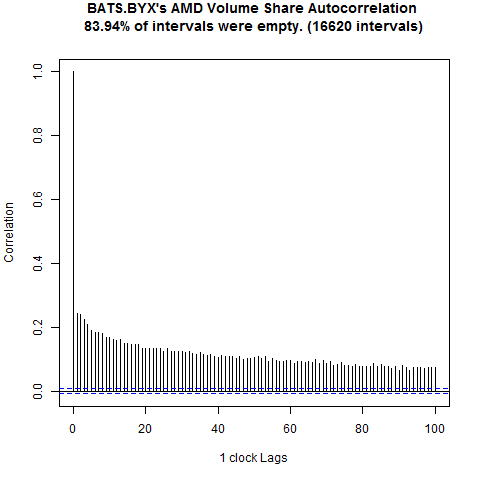 BATS.BYX's AMD Volume Share Autocorrelation
83.94% of intervals were empty. (16620 intervals)
Correlation
1.0
0.8
0.6
0.4
0.2
0.0
0 20 40 60 80 100
1 clock Lags